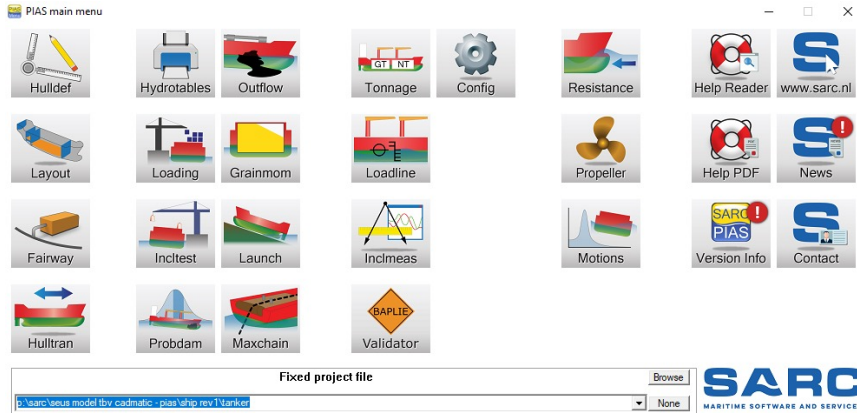 PIAS main menu
Hulldef
Hydrotables
Outflow
GT NT
Tonnage
Config
Resistance
Help Reader
www.sarc.nl
Layout
Loading
Grainmom
Loadline
Propeller
Help PDF
News
Fairway
Incltest
Launch
Inclmeas
Motions
SARC
PIAS
Version Info
Contact
Hulltran
Probdam
Maxchain
BAPLIE
Validator
Fixed project file
Browse
p:\sarc\seus model tbv cadmatic - pias\ship rev1\tanker
None
SARC
MARITIME SOFTWARE AND SERVICE